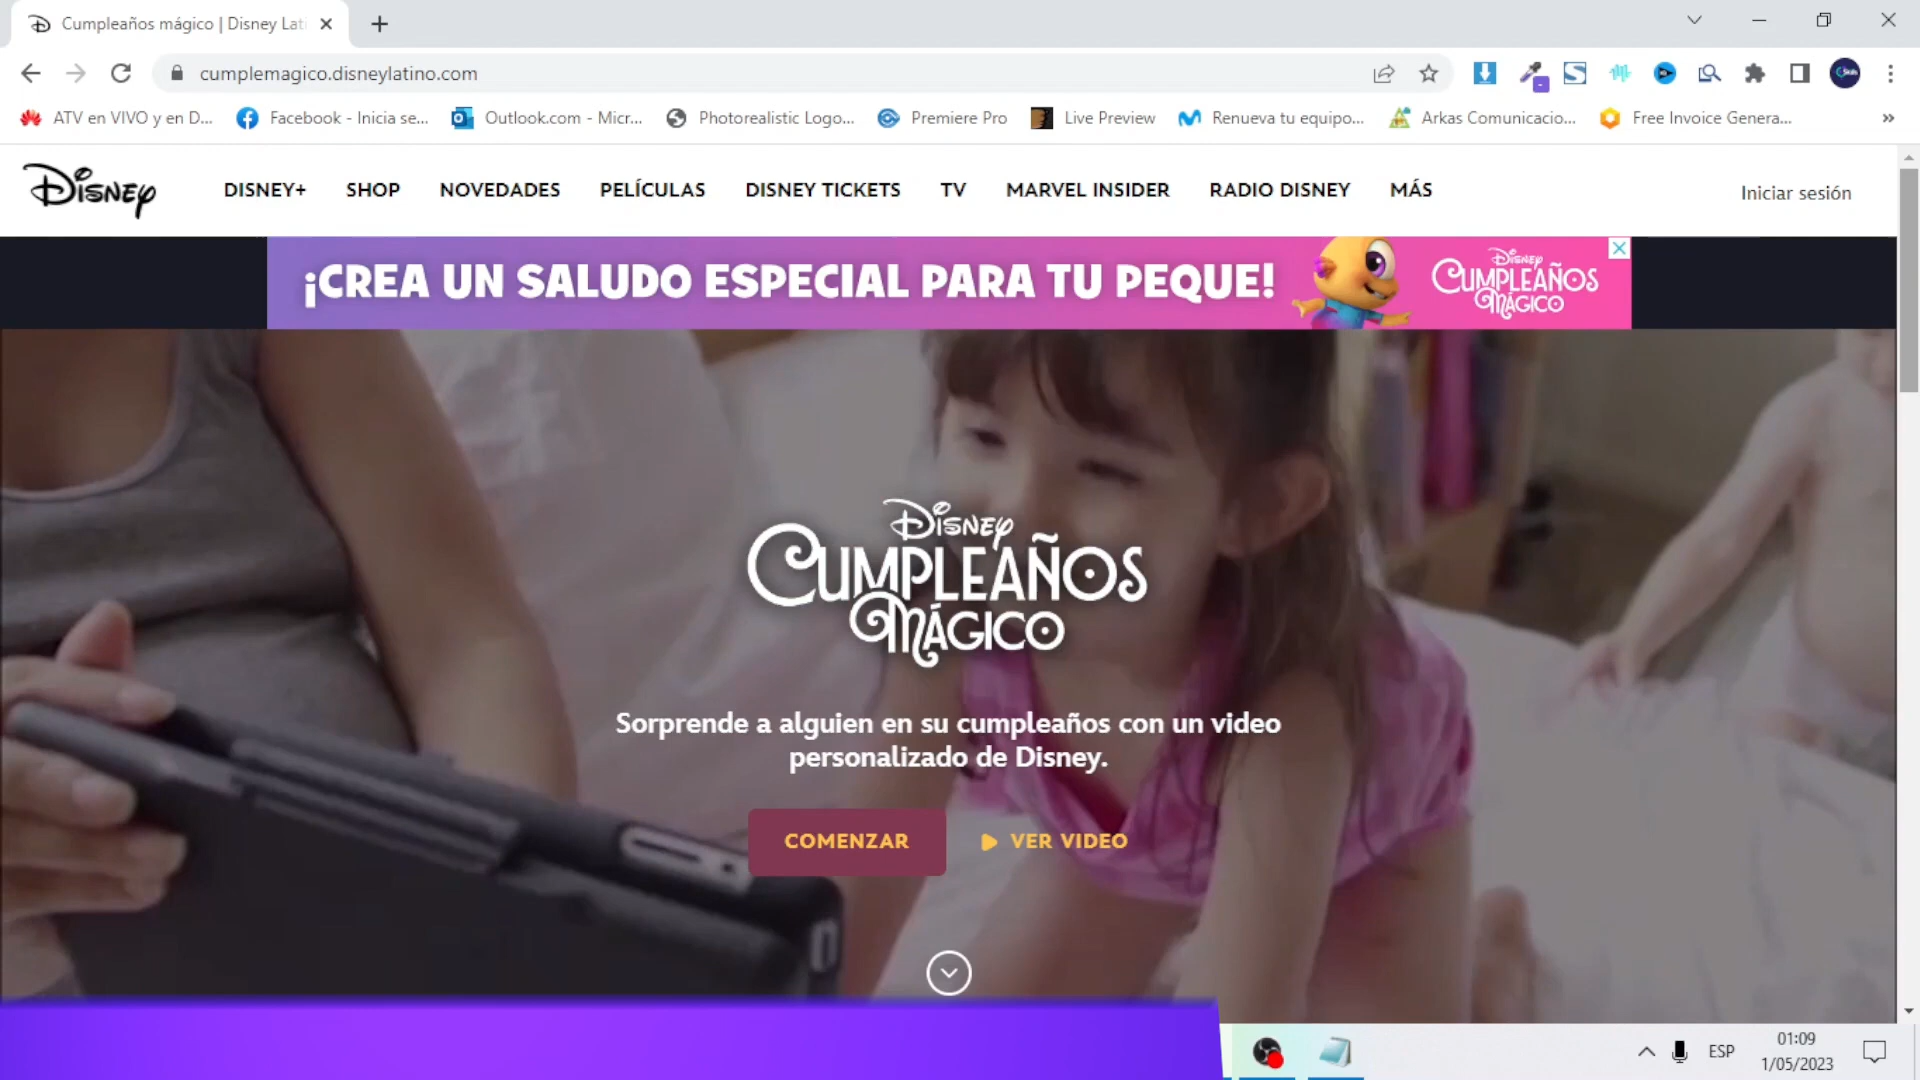 Cumpleaños mágico | Disney Lati
cumplemagico.disneylatino.com
ATV en VIVO y en D...
Facebook - Inicia se...
Outlook.com - Micr...
Photorealistic Logo...
Premiere Pro
Live Preview
Renueva tu equipo...
Arkas Comunicacio...
Free Invoice Genera...
»
Disney
DISNEY+
SHOP
NOVEDADES
PELÍCULAS
DISNEY TICKETS
TV
MARVEL INSIDER
RADIO DISNEY
MÁS
Iniciar sesión
¡CREA UN SALUDO ESPECIAL PARA TU PEQUE!
Disney
CUMPLEAÑOS
MÁGICO
Disney
CUMPLEAÑOS
MÁGICO
Sorprende a alguien en su cumpleaños con un video
personalizado de Disney.
COMENZAR
VER VIDEO
ESP
01:09
1/05/2023